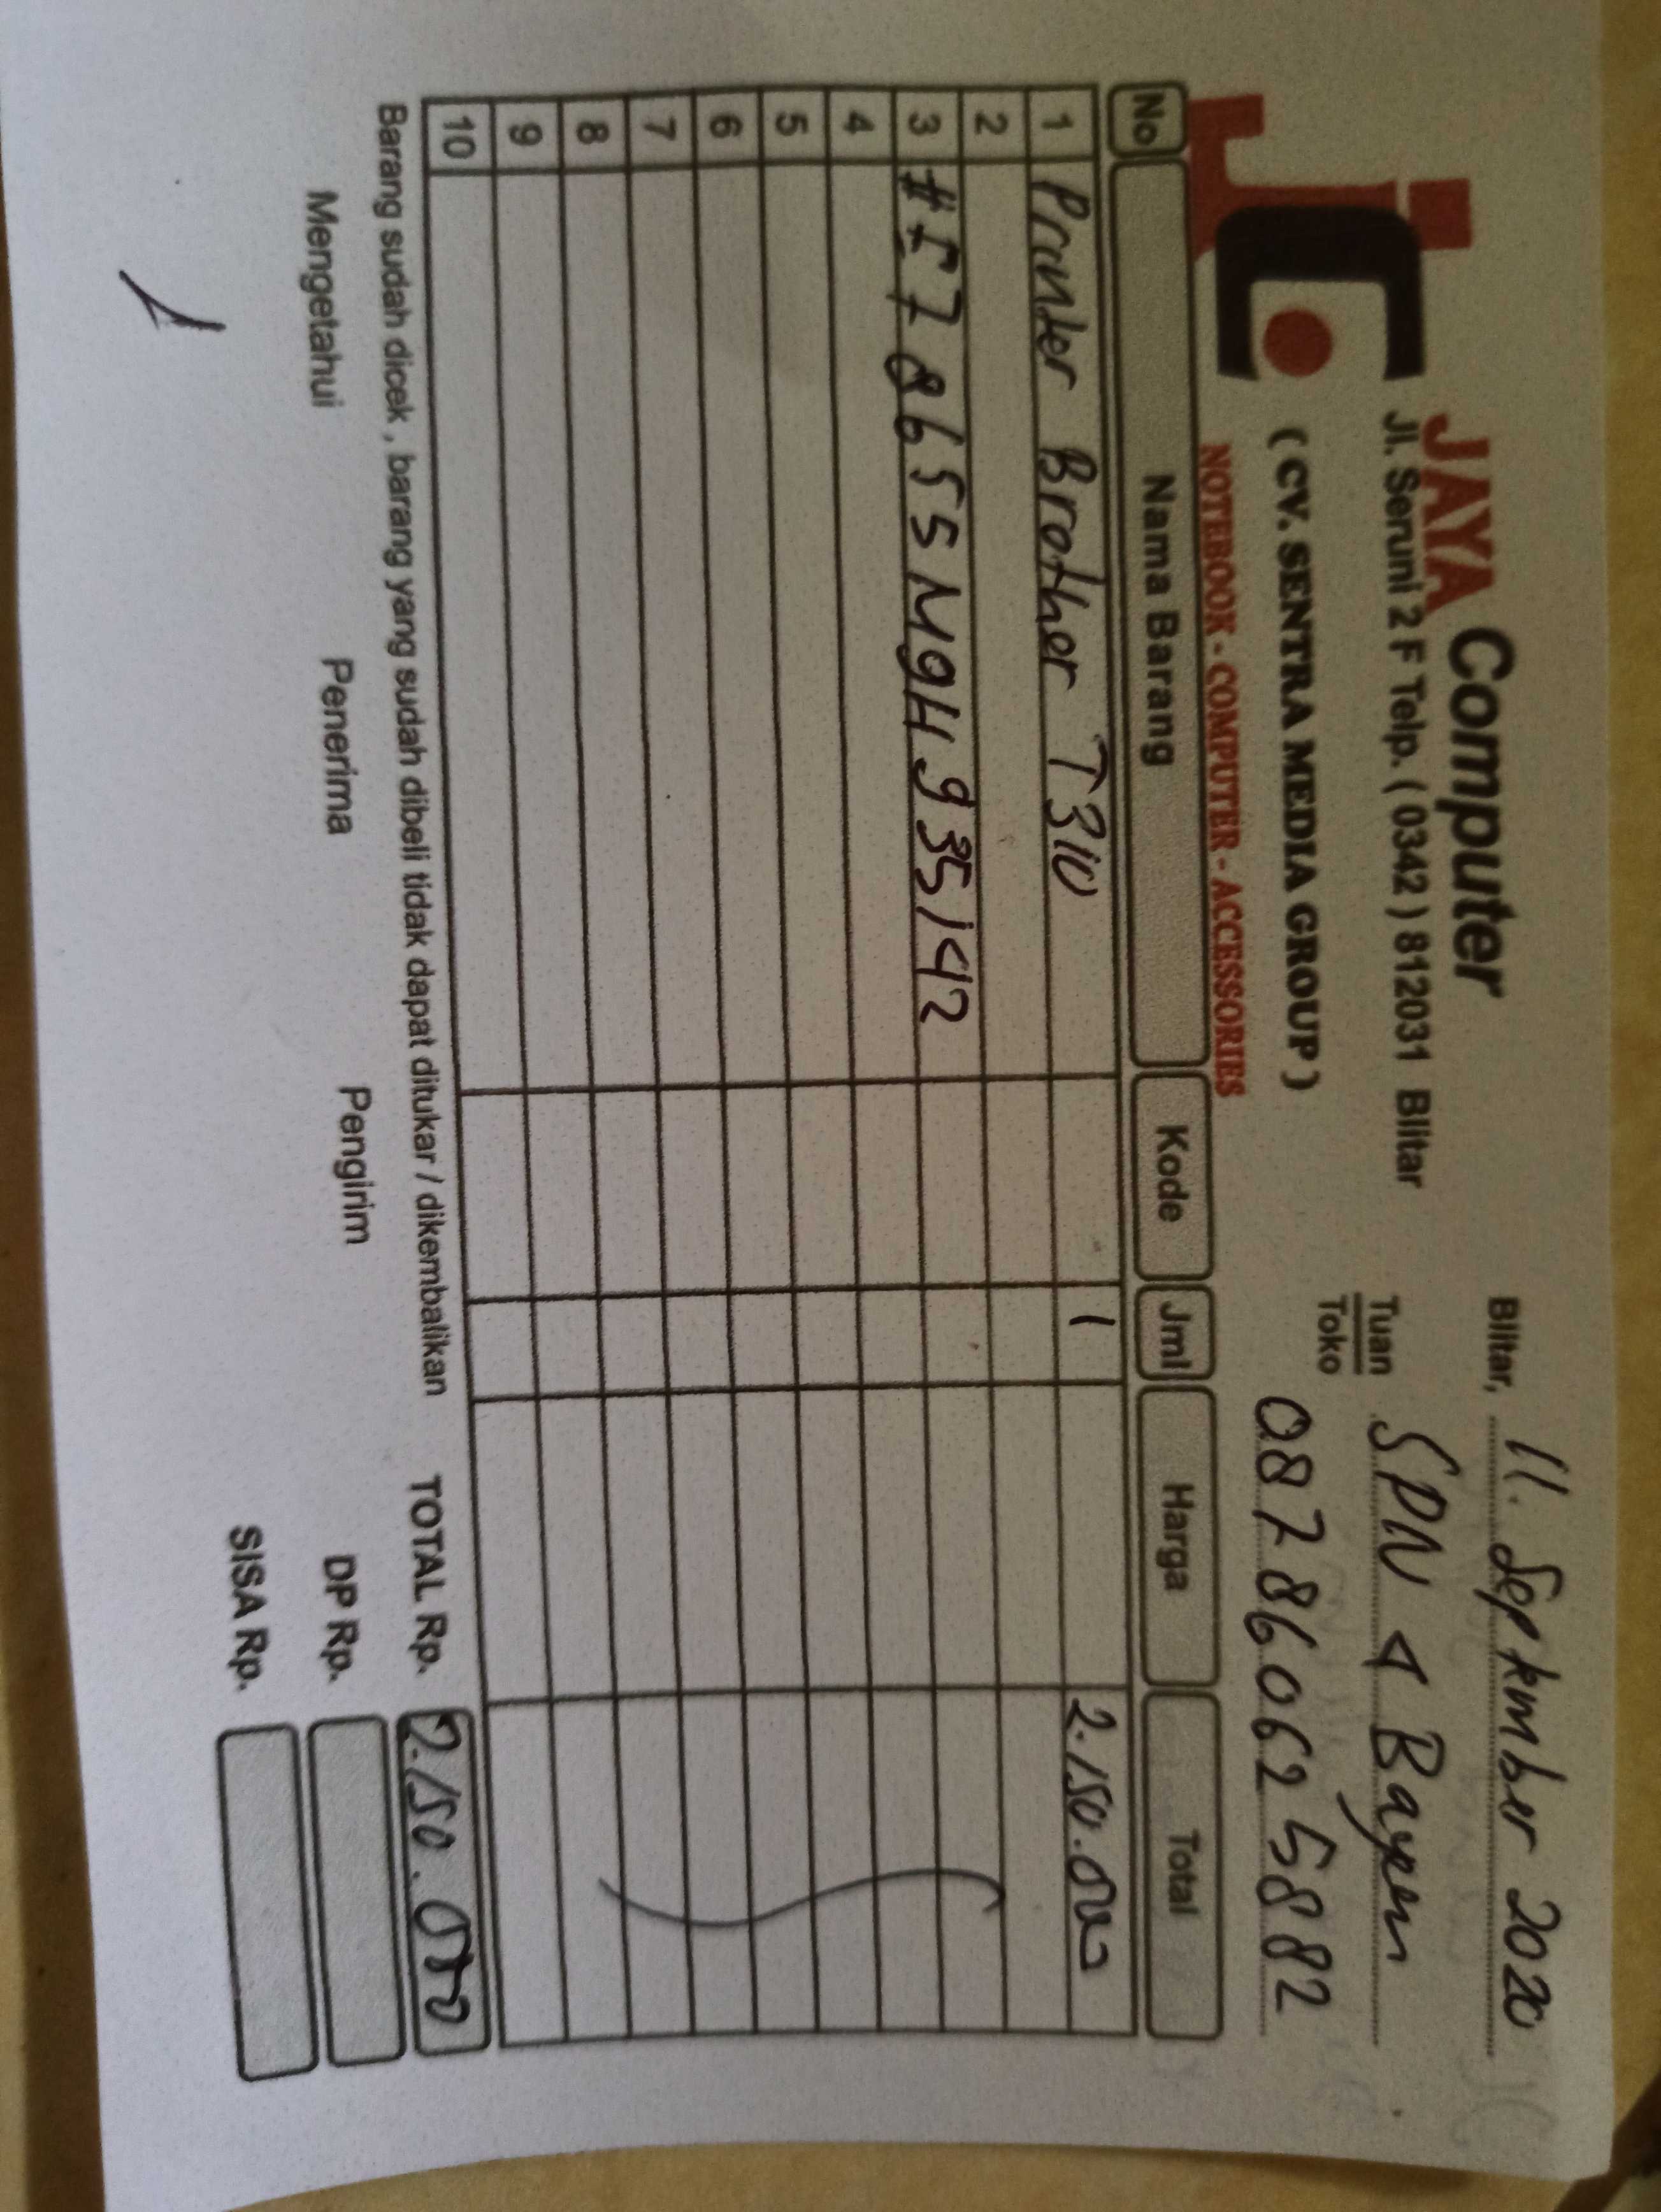 JC
JAYA Computer
Jl. Seruni 2 F Telp. ( 0342 ) 812031 Blitar
( CV. SENTRA MEDIA GROUP )
NOTEBOOK - COMPUTER - ACCESSORIES
Blitar, 11. September 2020
Tuan SDN 4 Bayem
Toko
087860625882
No Nama Barang Kode Jml Harga Total
1 Printer Brother T310 1 2.150.000
2
3 #E78655M9H935142
4
5
6
7
8
9
10
Barang sudah dicek , barang yang sudah dibeli tidak dapat ditukar / dikembalikan
TOTAL Rp. 2.150.000
Mengetahui Penerima Pengirim
DP Rp.
SISA Rp.